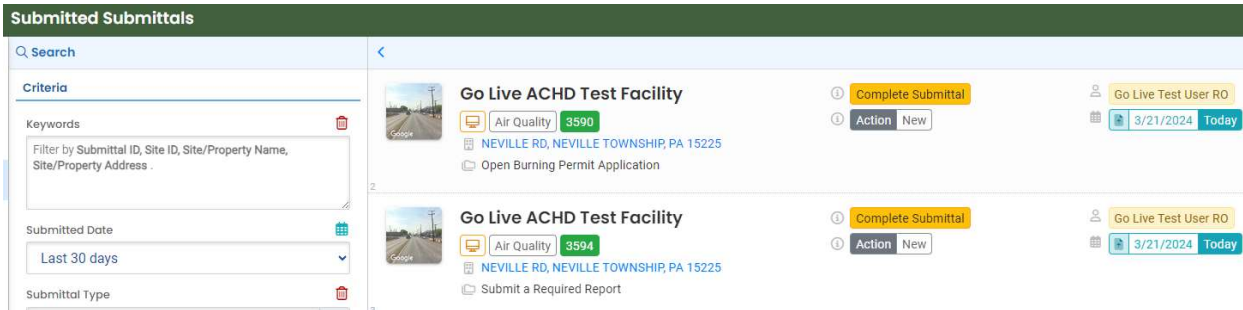 Submitted Submittals
Search
Criteria
Keywords
Filter by Submittal ID, Site ID, Site/Property Name,
Site/Property Address .
Submitted Date
Last 30 days
Submittal Type
Go Live ACHD Test Facility
Air Quality 3590
NEVILLE RD, NEVILLE TOWNSHIP, PA 15225
Open Burning Permit Application
Complete Submittal
Action New
Go Live Test User RO
3/21/2024 Today
Google
2
Go Live ACHD Test Facility
Air Quality 3594
NEVILLE RD, NEVILLE TOWNSHIP, PA 15225
Submit a Required Report
Complete Submittal
Action New
Go Live Test User RO
3/21/2024 Today
Google